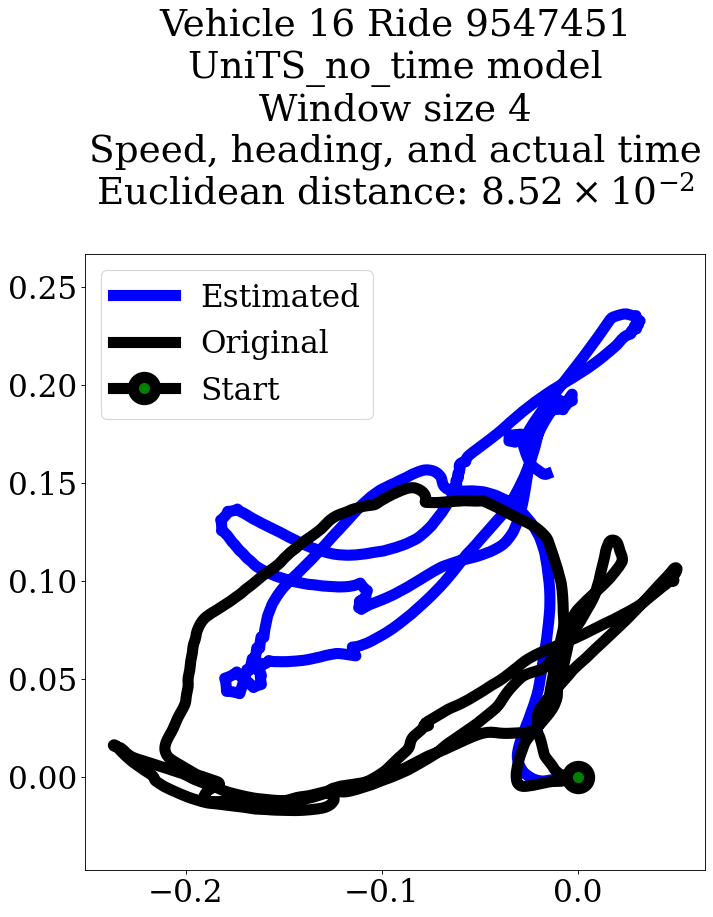 Vehicle 16 Ride 9547451
UniTS_no_time model
Window size 4
Speed, heading, and actual time
Euclidean distance: 8.52 × 10⁻²
Estimated
Original
Start
0.25
0.20
0.15
0.10
0.05
0.00
−0.2
−0.1
0.0